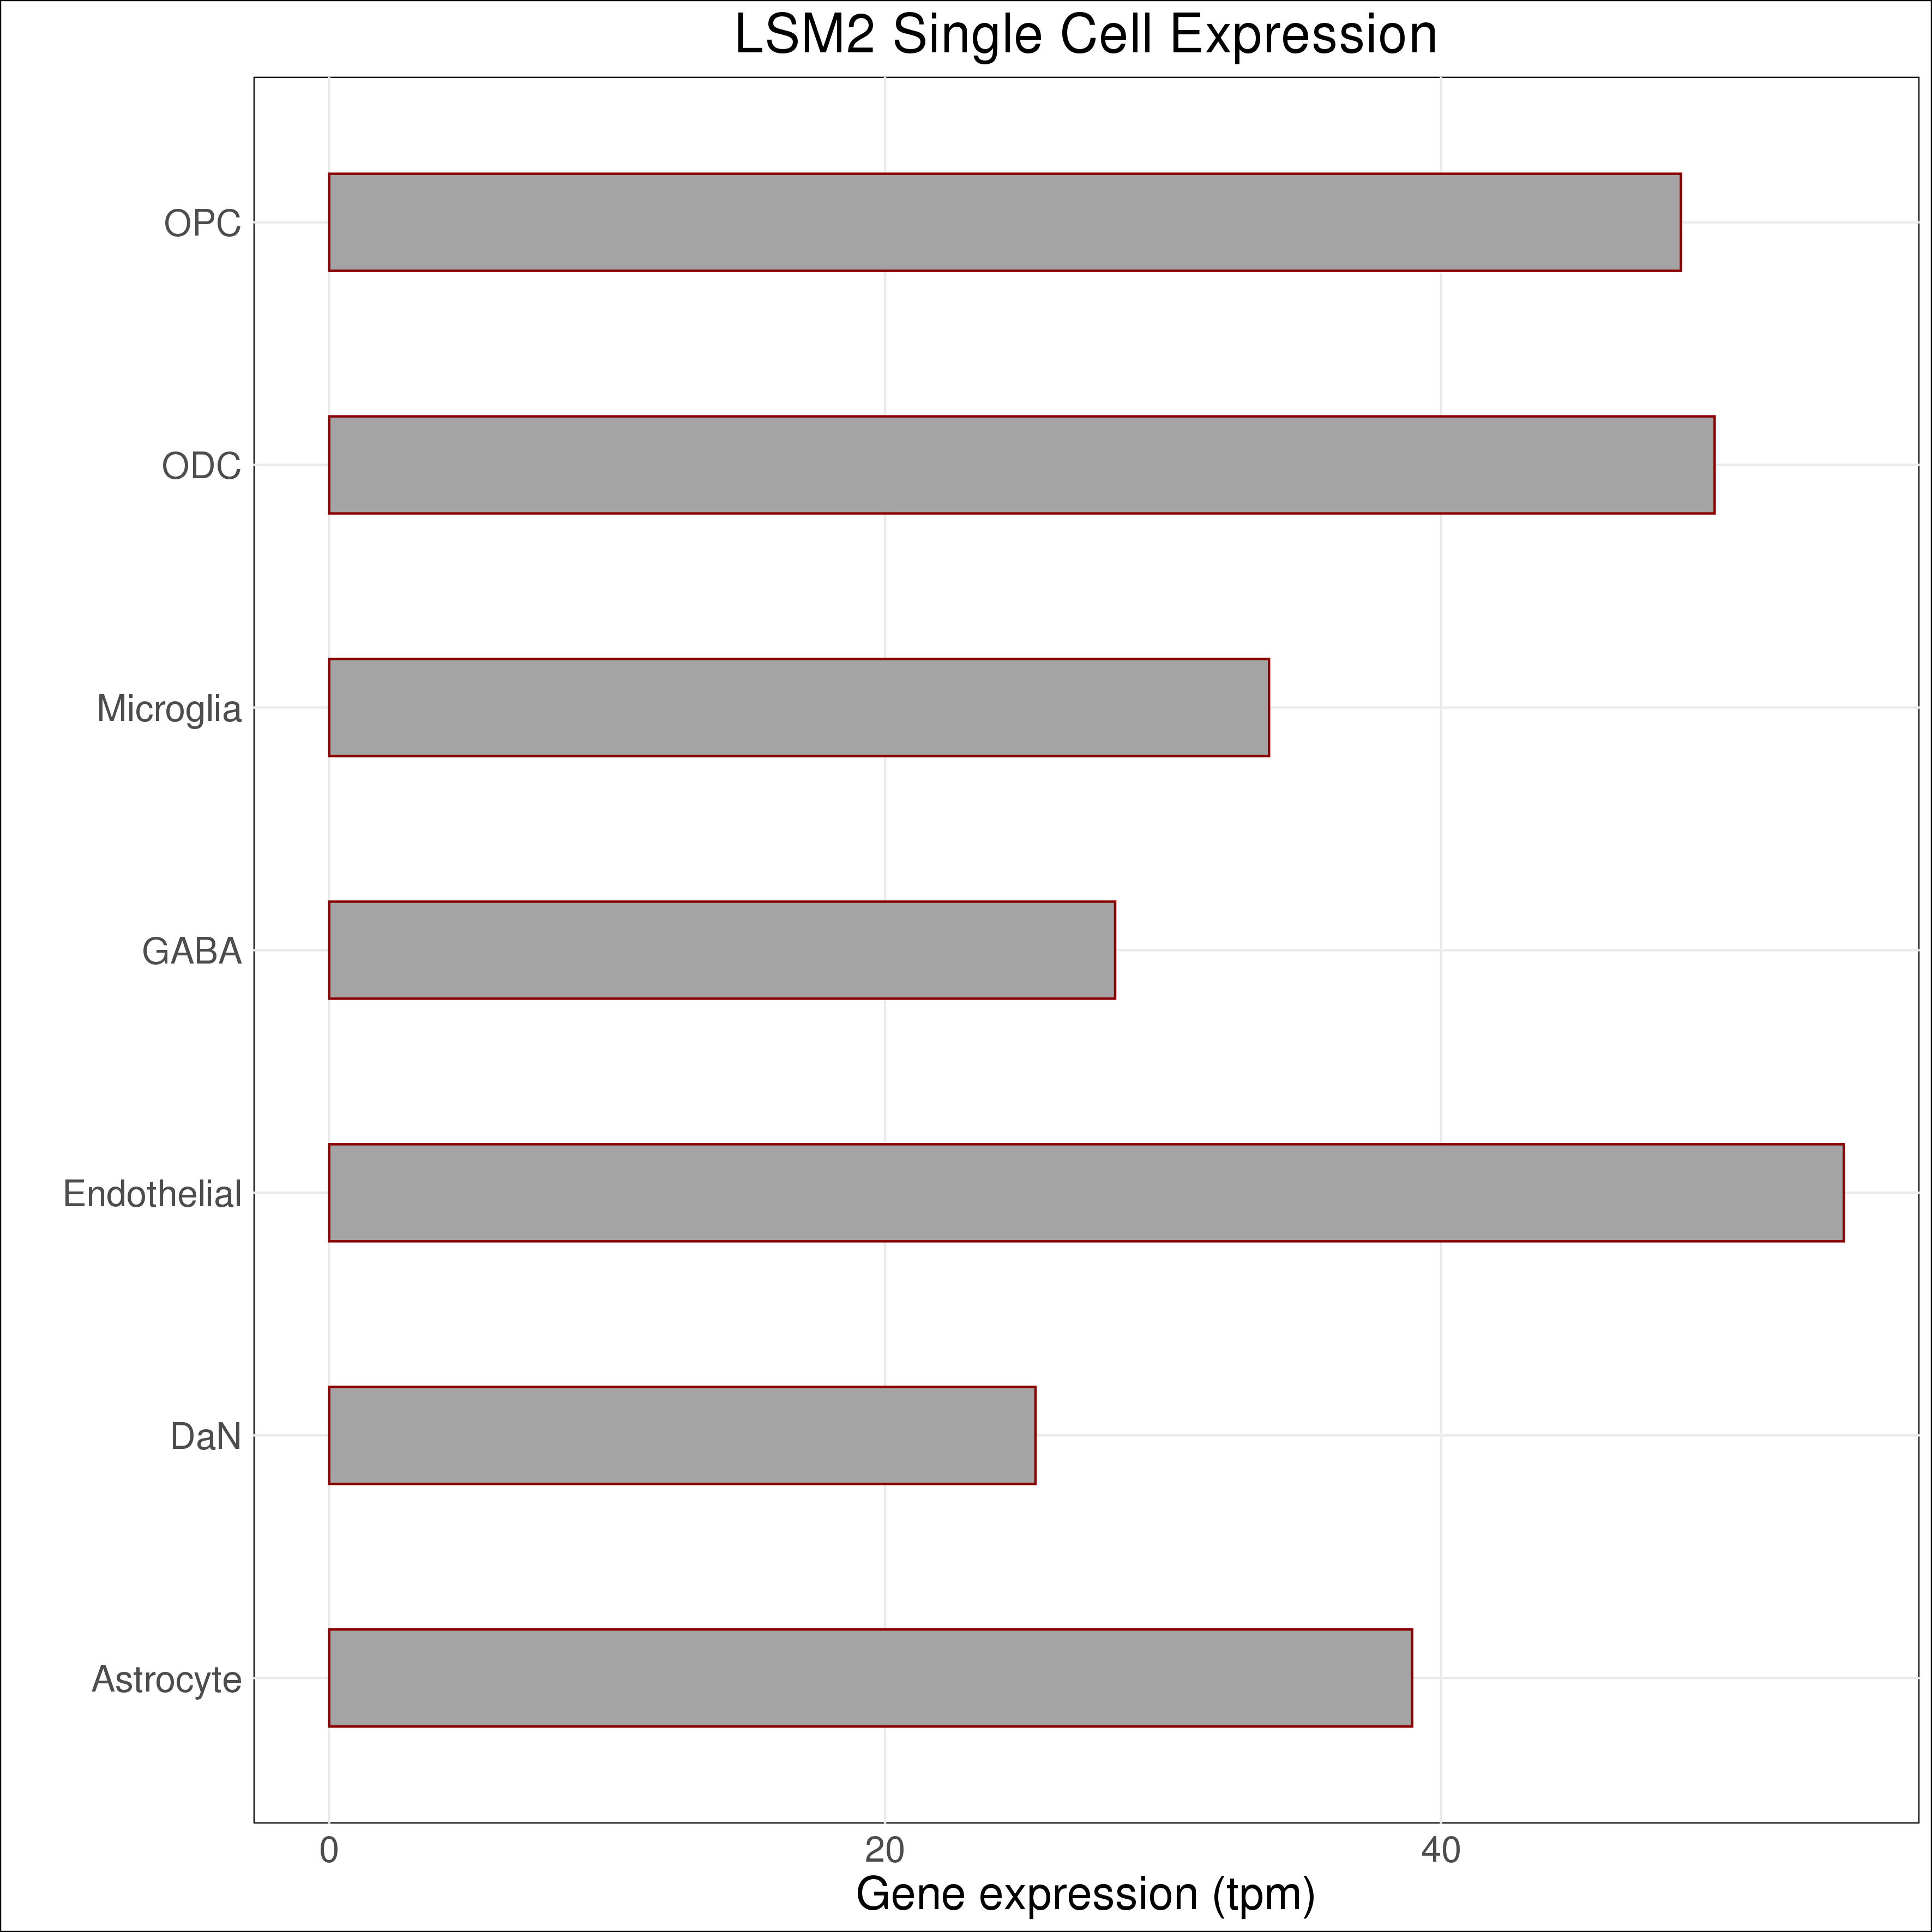 LSM2 Single Cell Expression
OPC
ODC
Microglia
GABA
Endothelial
DaN
Astrocyte
0 20 40
Gene expression (tpm)